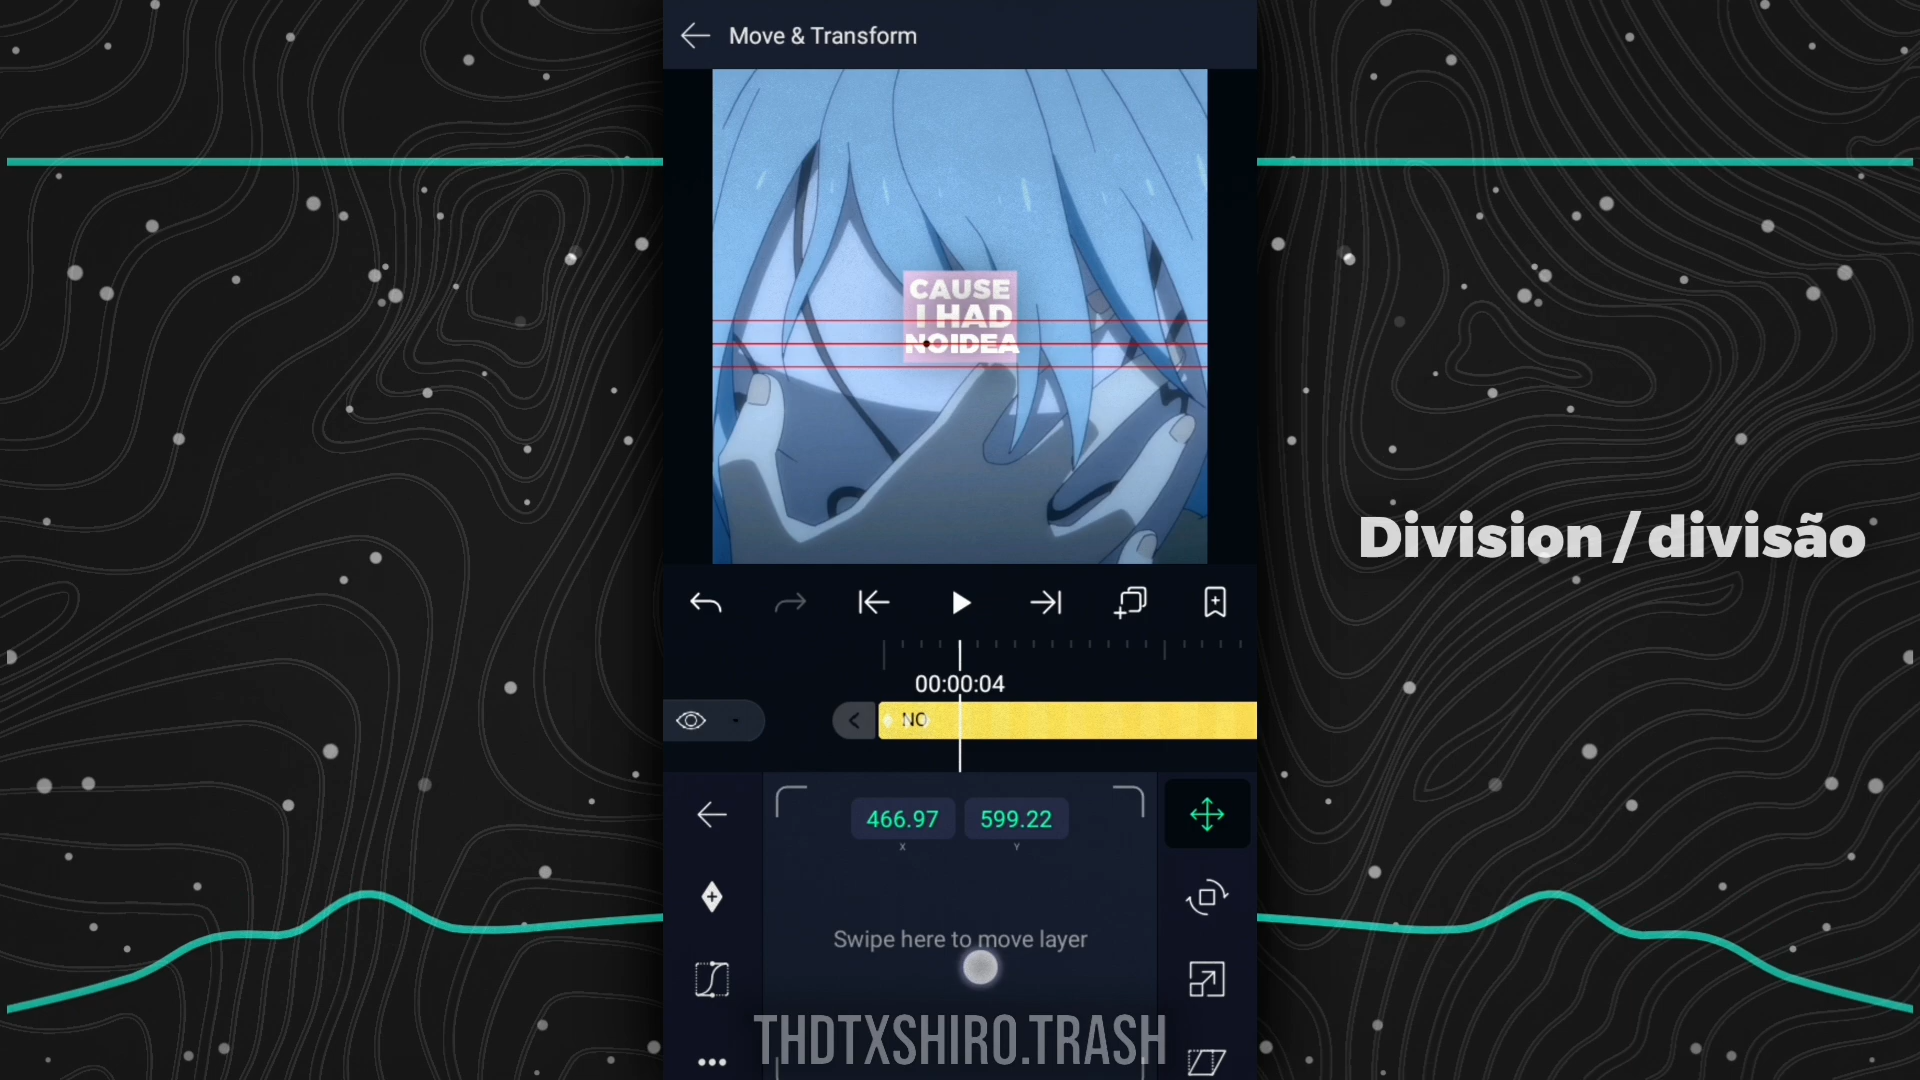 Move & Transform
CAUSE
I HAD
NOIDEA
Division / divisão
00:00:04
NO
466.97 599.22
X Y
Swipe here to move layer
THDTXSHIRO.TRASH